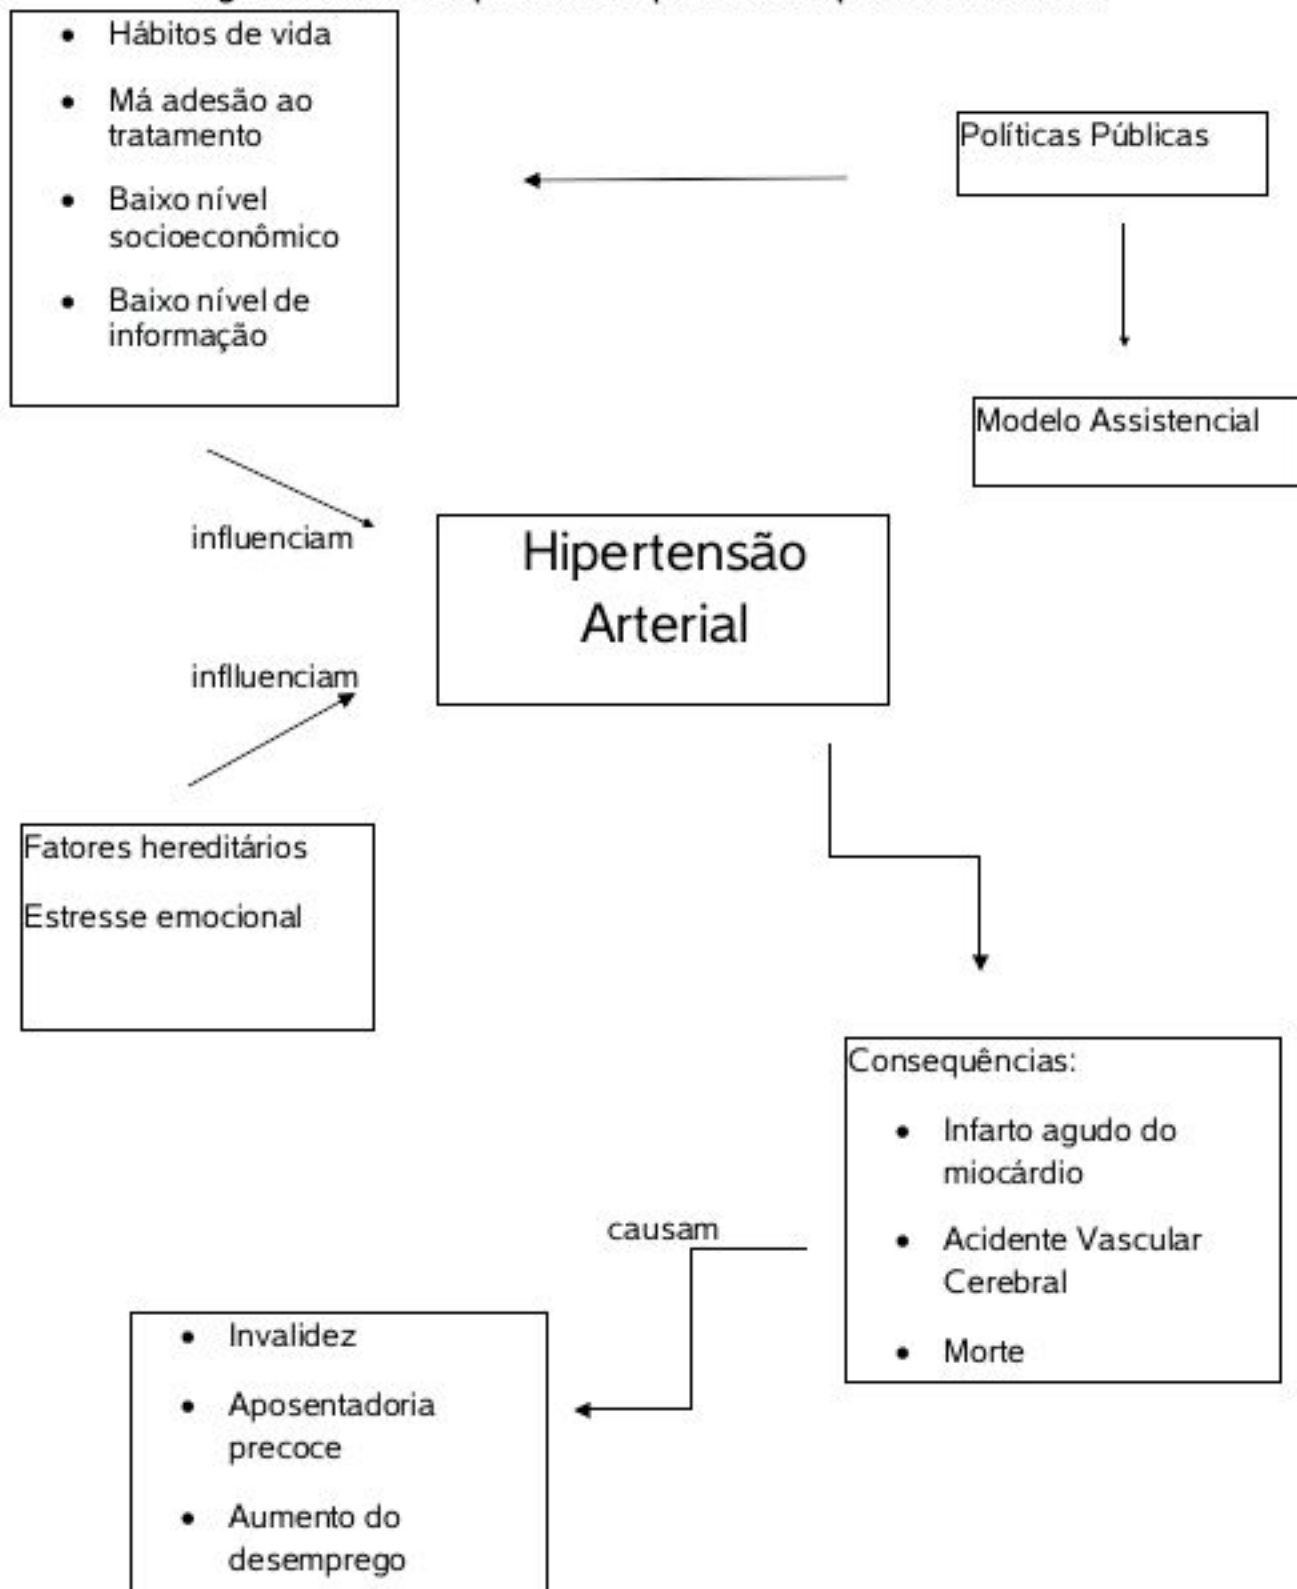 Hábitos de vida
Má adesão ao
tratamento
Baixo nível
socioeconômico
Baixo nível de
informação
Políticas Públicas
Modelo Assistencial
influenciam
Hipertensão
Arterial
inflluenciam
Fatores hereditários
Estresse emocional
Consequências:
Infarto agudo do
miocárdio
Acidente Vascular
Cerebral
Morte
causam
Invalidez
Aposentadoria
precoce
Aumento do
desemprego